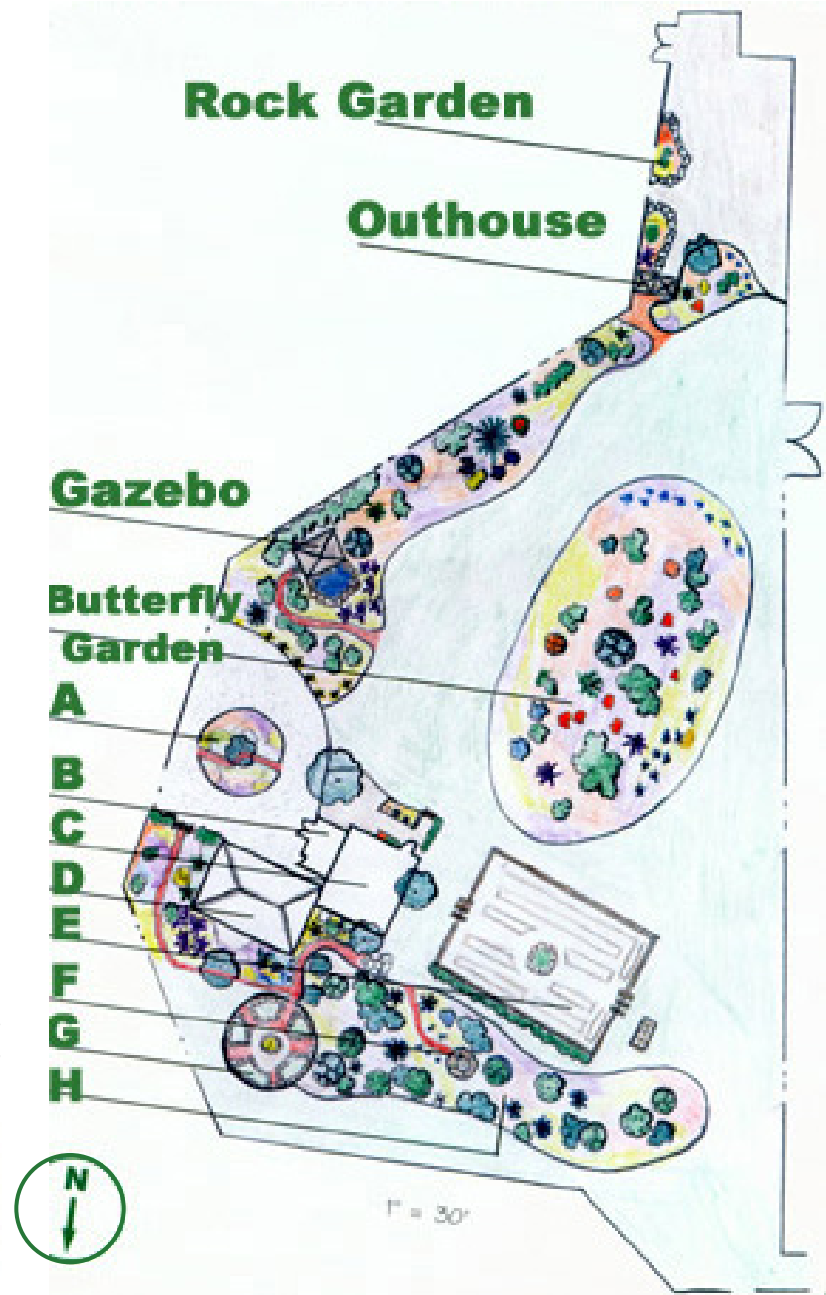 Rock Garden
Outhouse
Gazebo
Butterfly
Garden
A
B
C
D
E
F
G
H
N
1" = 30'